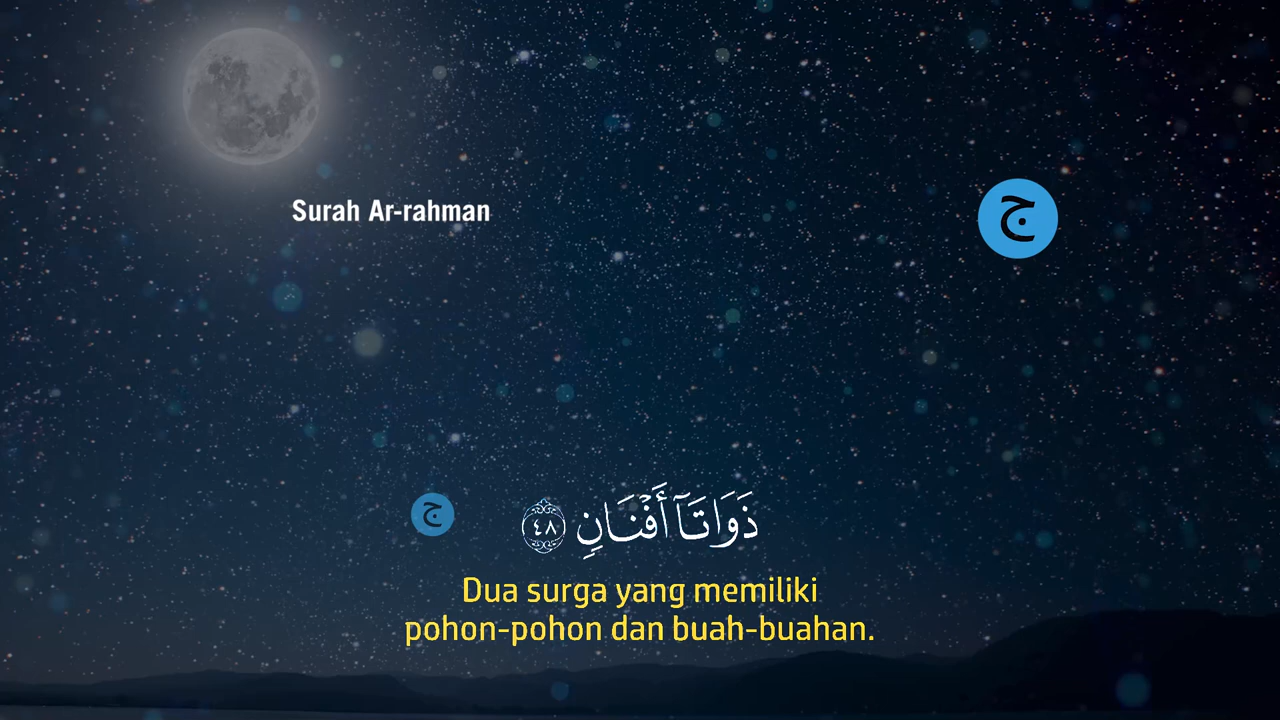 Surah Ar-rahman
ج
ج
ذَوَاتَآ أَفْنَانٍ ٤٨
Dua surga yang memiliki
pohon-pohon dan buah-buahan.